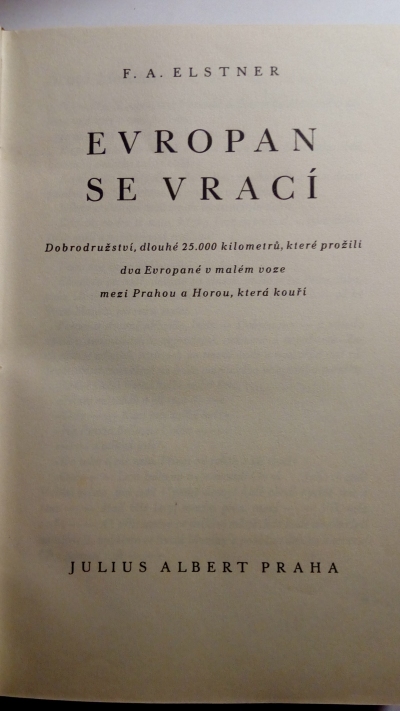 F. A. ELSTNER
EVROPAN
SE VRACÍ
Dobrodružství, dlouhé 25.000 kilometrů, které prožili
dva Evropané v malém voze
mezi Prahou a Horou, která kouří
JULIUS ALBERT PRAHA